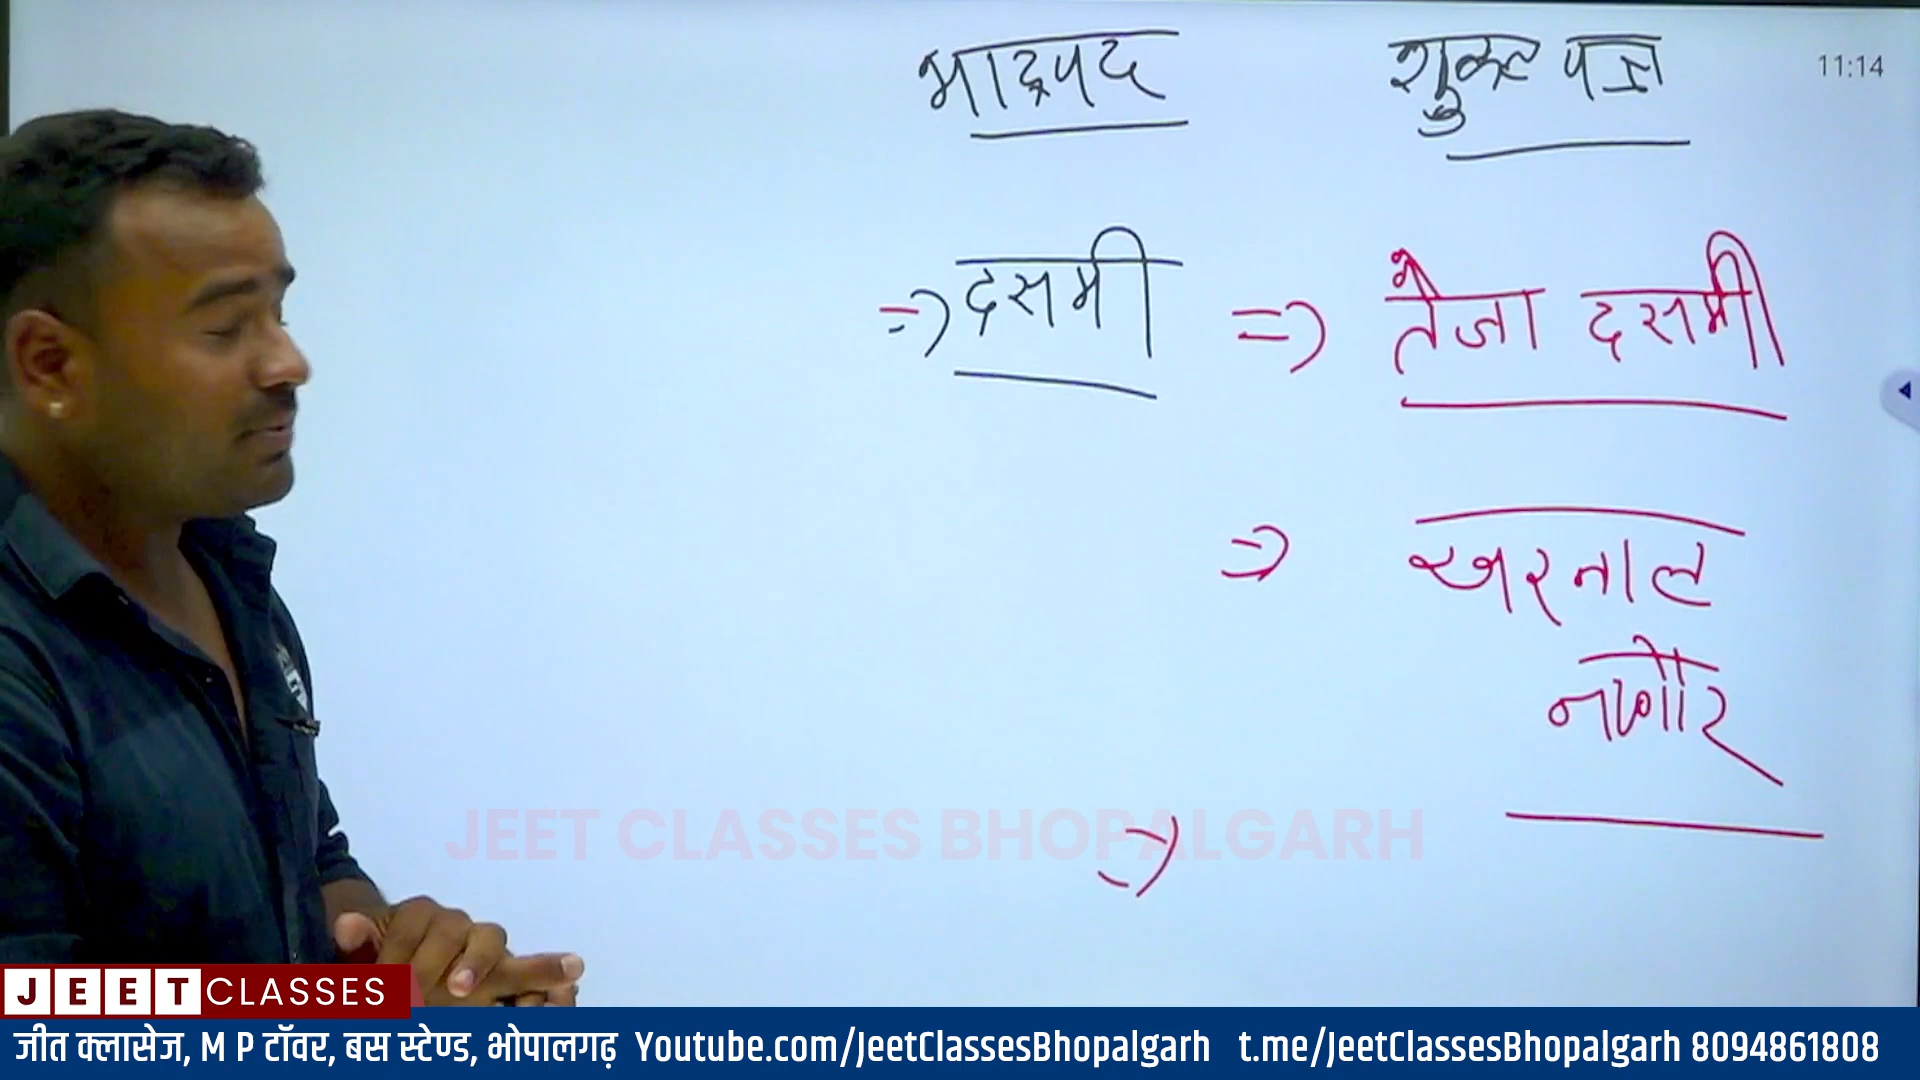 भाद्रपद शुक्ल पक्ष
11:14
=> दसमी => तेजा दसमी
=> खरनाल
नागौर
=>
JEET CLASSES BHOPALGARH
JEET CLASSES
जीत क्लासेज, M P टॉवर, बस स्टेण्ड, भोपालगढ़ Youtube.com/JeetClassesBhopalgarh t.me/JeetClassesBhopalgarh 8094861808